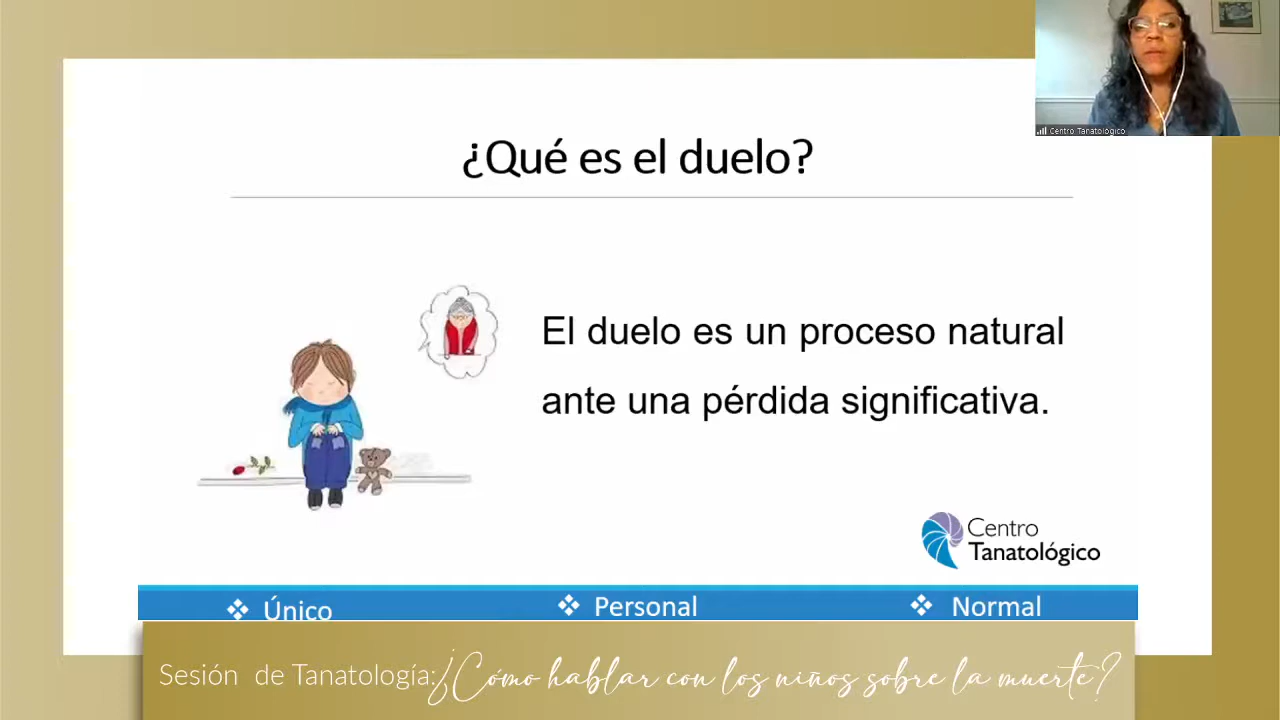 Centro Tanatológico
¿Qué es el duelo?
El duelo es un proceso natural
ante una pérdida significativa.
Centro
Tanatológico
❖ Único ❖ Personal ❖ Normal
Sesión de Tanatología:¿Cómo hablar con los niños sobre la muerte?